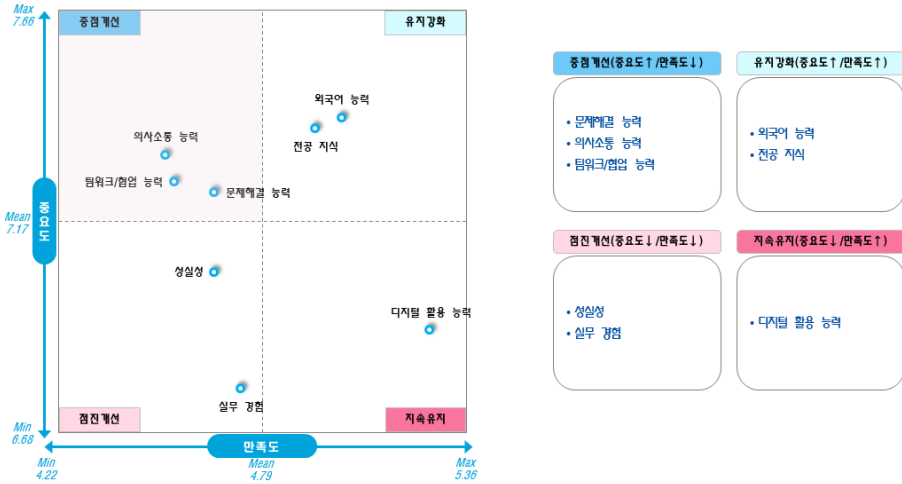 Max
7.66
중점개선
유지강화
외국어 능력
전공 지식
의사소통 능력
팀워크/협업 능력
문제해결 능력
중요도
Mean
7.17
성실성
디지털 활용 능력
실무 경험
점진개선
지속유지
Min
6.68
만족도
Min
4.22
Mean
4.79
Max
5.36
중점개선(중요도↑/만족도↓)
• 문제해결 능력
• 의사소통 능력
• 팀워크/협업 능력
유지강화(중요도↑/만족도↑)
• 외국어 능력
• 전공 지식
점진개선(중요도↓/만족도↓)
• 성실성
• 실무 경험
지속유지(중요도↓/만족도↑)
• 디지털 활용 능력